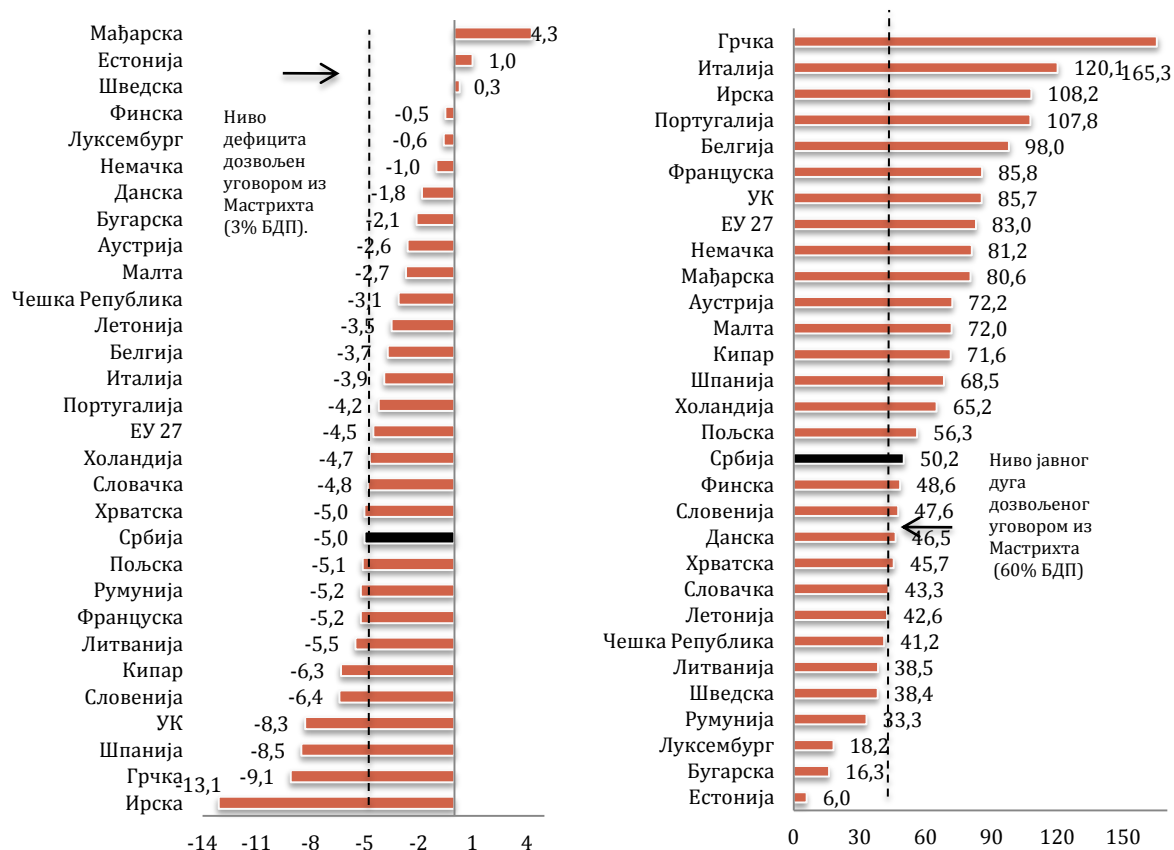 Мађарска 4,3
Естонија 1,0
Шведска 0,3
Финска -0,5
Луксембург -0,6
Немачка -1,0
Данска -1,8
Бугарска -2,1
Аустрија -2,6
Малта -2,7
Чешка Република -3,1
Летонија -3,5
Белгија -3,7
Италија -3,9
Португалија -4,2
ЕУ 27 -4,5
Холандија -4,7
Словачка -4,8
Хрватска -5,0
Србија -5,0
Пољска -5,1
Румунија -5,2
Француска -5,2
Литванија -5,5
Кипар -6,3
Словенија -6,4
УК -8,3
Шпанија -8,5
Грчка -9,1
Ирска -13,1
-14 -11 -8 -5 -2 1 4
Ниво
дефицита
дозвољен
уговором из
Мастрихта
(3% БДП).
Грчка 165,3
Италија 120,1
Ирска 108,2
Португалија 107,8
Белгија 98,0
Француска 85,8
УК 85,7
ЕУ 27 83,0
Немачка 81,2
Мађарска 80,6
Аустрија 72,2
Малта 72,0
Кипар 71,6
Шпанија 68,5
Холандија 65,2
Пољска 56,3
Србија 50,2
Финска 48,6
Словенија 47,6
Данска 46,5
Хрватска 45,7
Словачка 43,3
Летонија 42,6
Чешка Република 41,2
Литванија 38,5
Шведска 38,4
Румунија 33,3
Луксембург 18,2
Бугарска 16,3
Естонија 6,0
0 30 60 90 120 150
Ниво јавног
дуга
дозвољеног
уговором из
Мастрихта
(60% БДП)